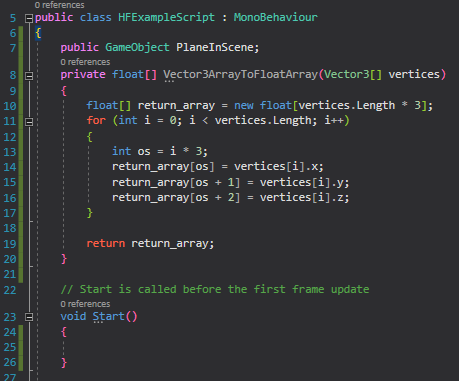 0 references
5 public class HFExampleScript : MonoBehaviour
6 {
7 public GameObject PlaneInScene;
0 references
8 private float[] Vector3ArrayToFloatArray(Vector3[] vertices)
9 {
10 float[] return_array = new float[vertices.Length * 3];
11 for (int i = 0; i < vertices.Length; i++)
12 {
13 int os = i * 3;
14 return_array[os] = vertices[i].x;
15 return_array[os + 1] = vertices[i].y;
16 return_array[os + 2] = vertices[i].z;
17 }
18
19 return return_array;
20 }
21
22 // Start is called before the first frame update
0 references
23 void Start()
24 {
25
26 }
27